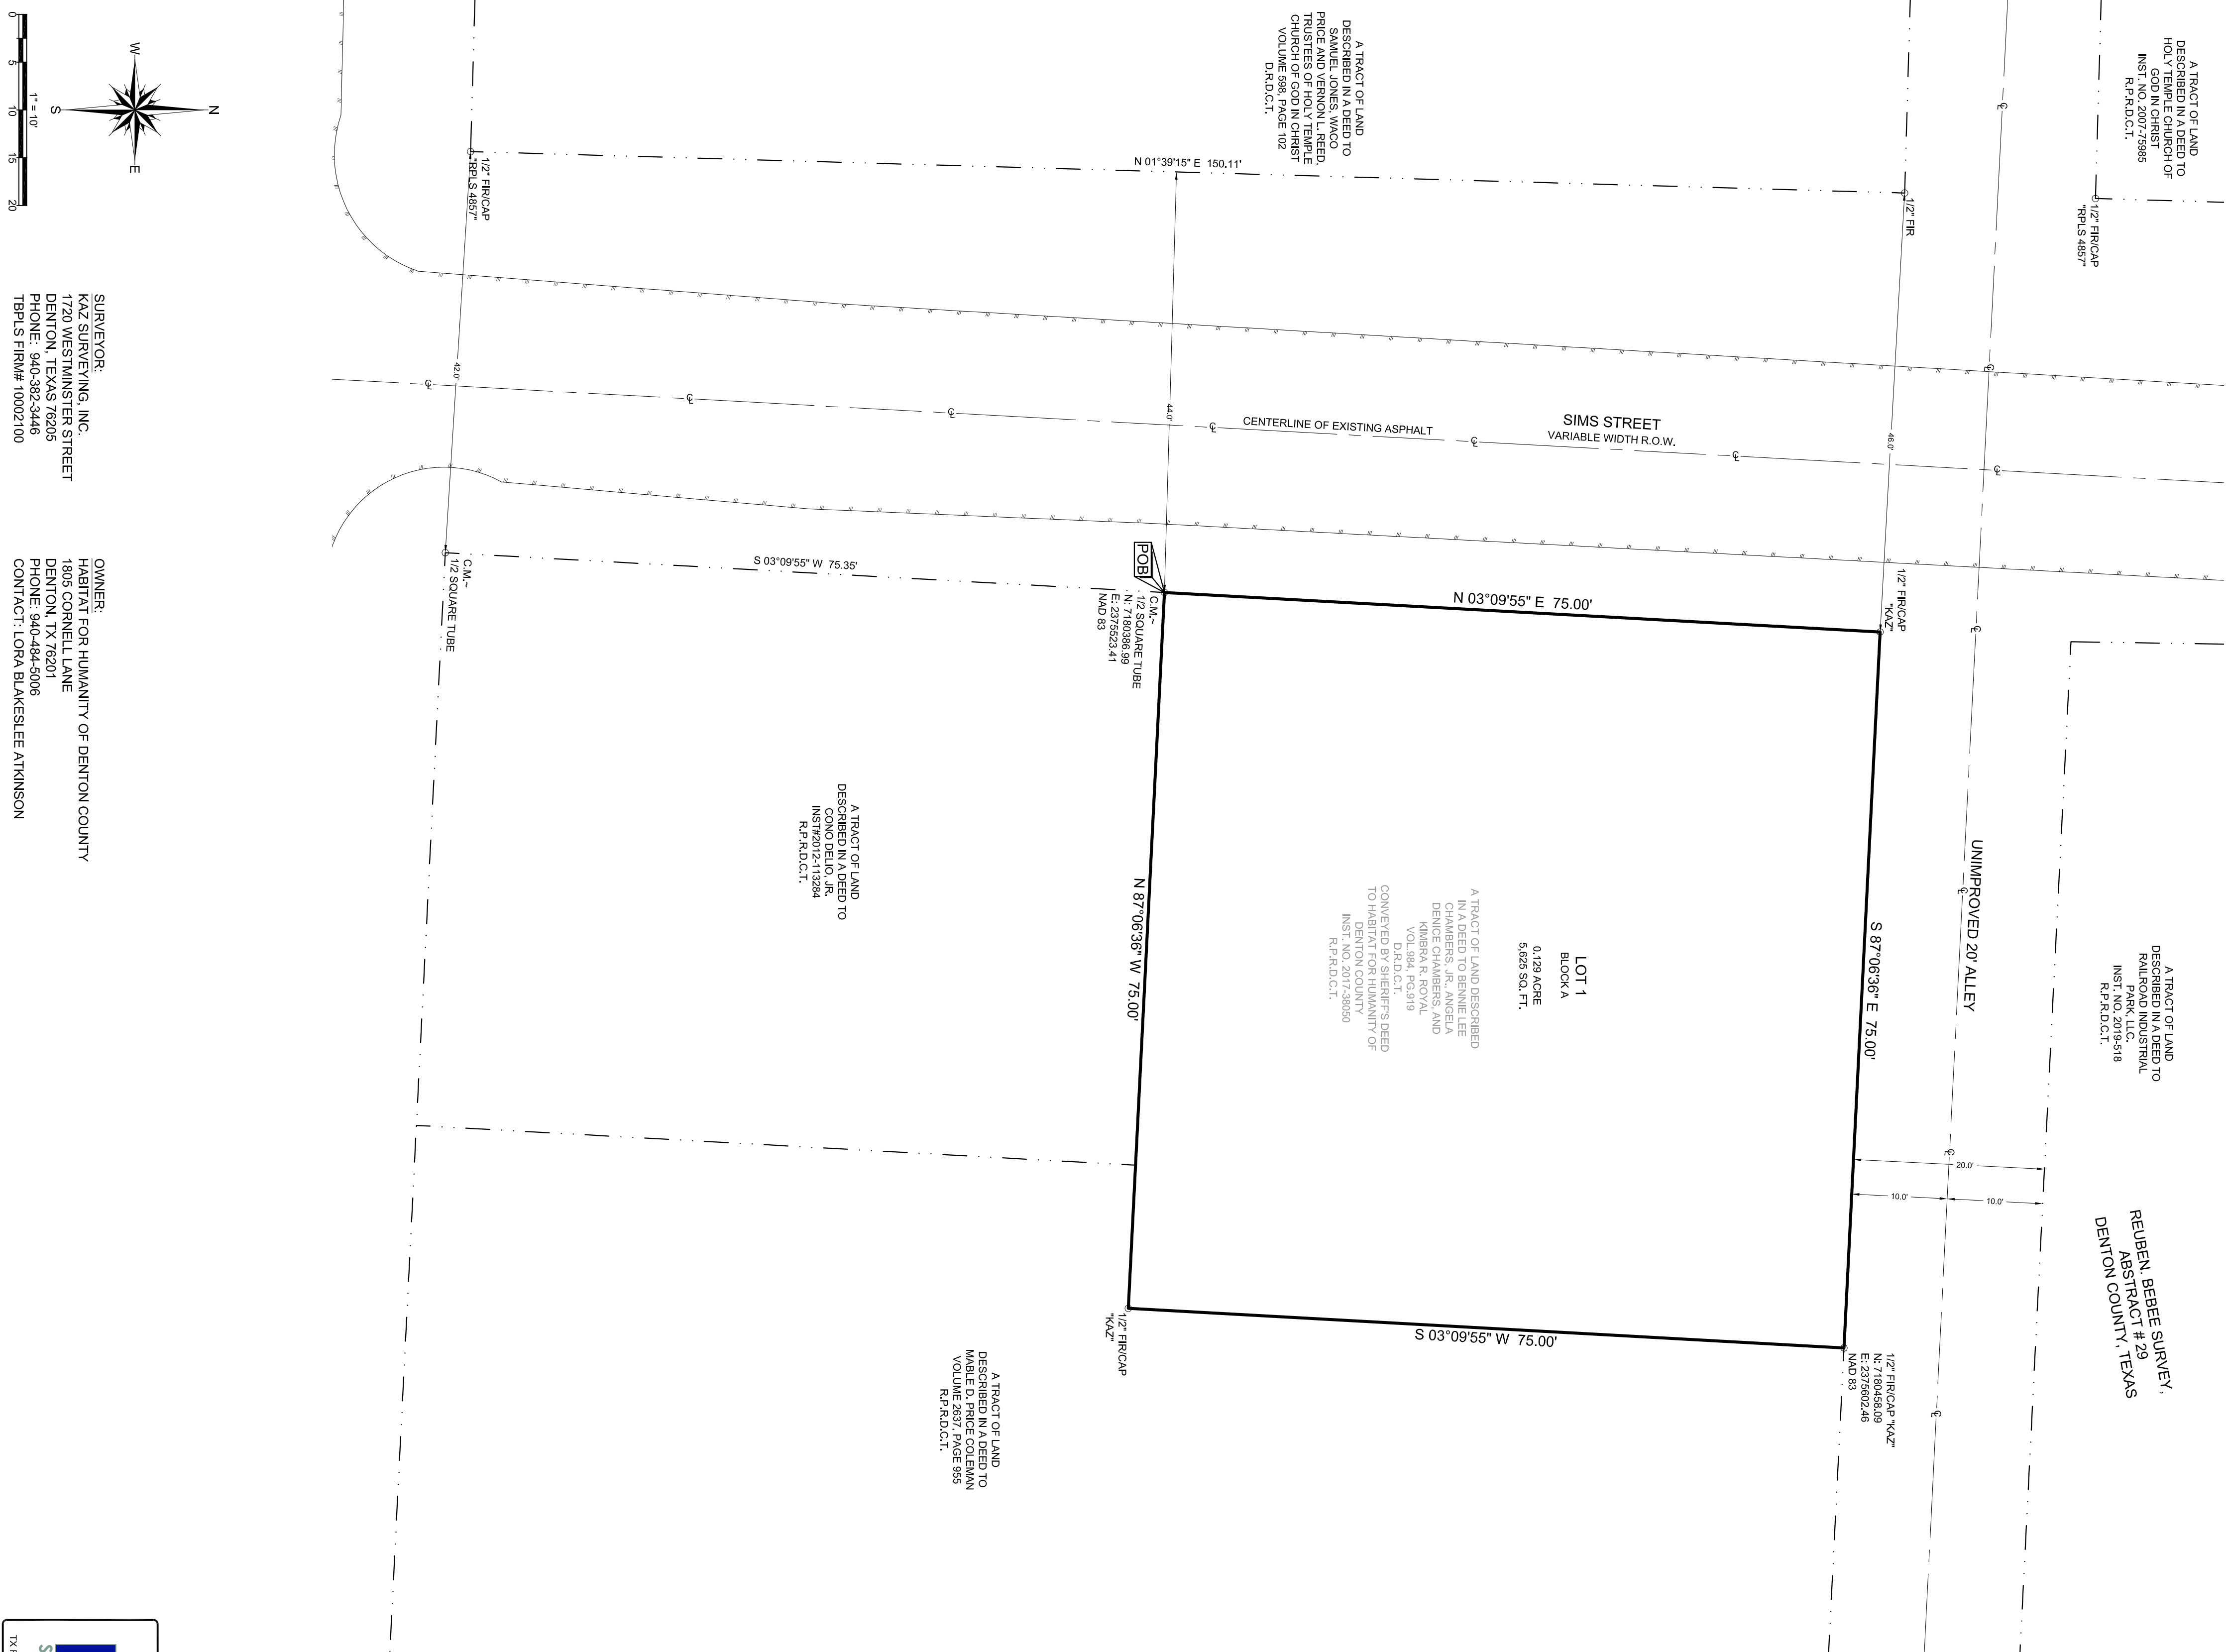 A TRACT OF LAND
DESCRIBED IN A DEED TO
HOLY TEMPLE CHURCH OF
GOD IN CHRIST
INST. NO. 2007-75985
R.P.R.D.C.T.
1/2" FIR/CAP
"RPLS 4857"
A TRACT OF LAND
DESCRIBED IN A DEED TO
RAILROAD INDUSTRIAL
PARK, LLC.
INST. NO. 2019-518
R.P.R.D.C.T.
REUBEN. BEBEE SURVEY,
ABSTRACT # 29
DENTON COUNTY, TEXAS
UNIMPROVED 20' ALLEY
20.0'
10.0'
10.0'
1/2" FIR
46.0'
1/2" FIR/CAP
"KAZ"
S 87°06'36" E 75.00'
1/2" FIR/CAP "KAZ"
N: 7180458.09
E: 2375602.46
NAD 83
A TRACT OF LAND
DESCRIBED IN A DEED TO
SAMUEL JONES, WACO
PRICE AND VERNON L. REED,
TRUSTEES OF HOLY TEMPLE
CHURCH OF GOD IN CHRIST
VOLUME 598, PAGE 102
D.R.D.C.T.
N 01°39'15" E 150.11'
SIMS STREET
VARIABLE WIDTH R.O.W.
CENTERLINE OF EXISTING ASPHALT
N 03°09'55" E 75.00'
LOT 1
BLOCK A
0.129 ACRE
5,625 SQ. FT.
A TRACT OF LAND DESCRIBED
IN A DEED TO BENNIE LEE
CHAMBERS, JR., ANGELA
DENICE CHAMBERS, AND
KIMBRA R. ROYAL
VOL.984, PG.919
D.R.D.C.T.
CONVEYED BY SHERIFF'S DEED
TO HABITAT FOR HUMANITY OF
DENTON COUNTY
INST. NO. 2017-38050
R.P.R.D.C.T.
S 03°09'55" W 75.00'
44.0'
POB
C.M.~
1/2 SQUARE TUBE
N: 7180386.99
E: 2375523.41
NAD 83
N 87°06'36" W 75.00'
1/2" FIR/CAP
"KAZ"
A TRACT OF LAND
DESCRIBED IN A DEED TO
MABLE D. PRICE COLEMAN
VOLUME 2637, PAGE 955
R.P.R.D.C.T.
S 03°09'55" W 75.35'
A TRACT OF LAND
DESCRIBED IN A DEED TO
CONO DELIO, JR.
INST#2012-113284
R.P.R.D.C.T.
1/2" FIR/CAP
"RPLS 4857"
42.0'
C.M.~
1/2 SQUARE TUBE
N
W
E
S
1" = 10'
0 5 10 15 20
SURVEYOR:
KAZ SURVEYING, INC.
1720 WESTMINSTER STREET
DENTON, TEXAS 76205
PHONE: 940-382-3446
TBPLS FIRM# 10002100
OWNER:
HABITAT FOR HUMANITY OF DENTON COUNTY
1805 CORNELL LANE
DENTON, TX 76201
PHONE: 940-484-5006
CONTACT: LORA BLAKESLEE ATKINSON